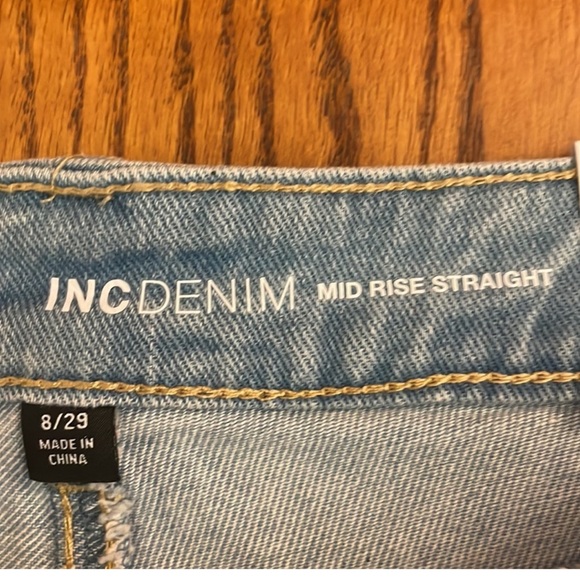 INCDENIM MID RISE STRAIGHT
8/29
MADE IN
CHINA